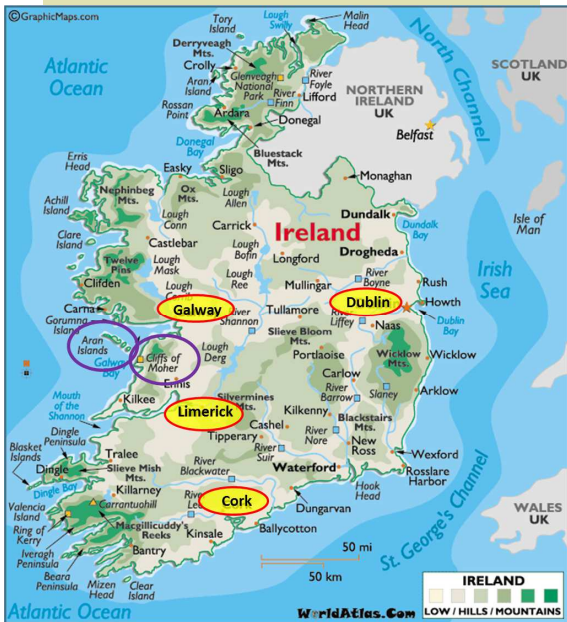 ©GraphicMaps.com
Tory
Island
Lough
Swilly
Malin
Head
Derryveagh
Mts.
Crolly
Aran
Island
Glenveagh
National
Park
River
Foyle
River
Finn
Lifford
Rossan
Point
Ardara
Donegal
Donegal
Bay
Bluestack
Mts.
Atlantic
Ocean
North Channel
SCOTLAND
UK
NORTHERN
IRELAND
UK
Belfast
Erris
Head
Easky
Sligo
Monaghan
Nephinbeg
Mts.
Ox
Mts.
Lough
Allen
Achill
Island
Lough
Conn
Carrick
Dundalk
Dundalk
Bay
Isle of
Man
Clare
Island
Castlebar
Lough
Bofin
Ireland
Longford
Drogheda
Twelve
Pins
Lough
Mask
Lough
Ree
Mullingar
River
Boyne
Irish
Sea
Clifden
Lough
Rush
Carna
Galway
Tullamore
Dublin
Howth
Gorumna
Island
River
Shannon
River
Liffey
Dublin
Bay
Aran
Islands
Galway
Bay
Cliffs of
Moher
Lough
Derg
Slieve Bloom
Mts.
Naas
Portlaoise
Wicklow
Mts.
Wicklow
Ennis
Carlow
Mouth
of the
Shannon
Kilkee
Limerick
Silvermines
Mts.
River
Barrow
Slaney
Arklow
Kilkenny
Cashel
Blackstairs
Mts.
Tipperary
River
Suir
River
Nore
New
Ross
Wexford
Rosslare
Harbor
Dingle
Peninsula
Blasket
Islands
Tralee
Dingle
Slieve Mish
Mts.
River
Blackwater
Waterford
Hook
Head
Dingle Bay
Killarney
Dungarvan
Valencia
Island
Carrantuohill
River
Lee
Cork
Ring of
Kerry
Macgillicuddy's
Reeks
Kinsale
Ballycotton
Iveragh
Peninsula
Bantry
Beara
Peninsula
Mizen
Head
Clear
Island
St. George's Channel
WALES
UK
50 mi
50 km
Atlantic Ocean
WorldAtlas.Com
IRELAND
LOW / HILLS / MOUNTAINS